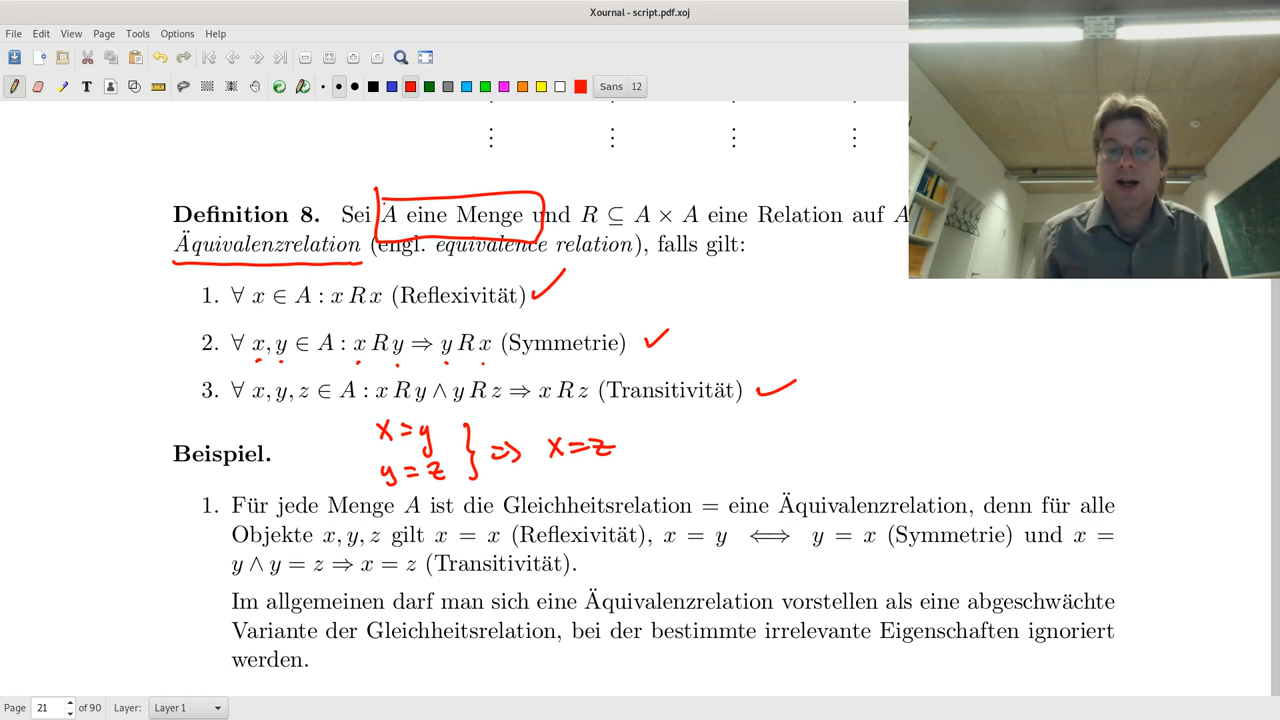 Xournal - script.pdf.xoj
File Edit View Page Tools Options Help
T Sans 12
Definition 8. Sei A eine Menge und R ⊆ A × A eine Relation auf A
Äquivalenzrelation (engl. equivalence relation), falls gilt:
1. ∀ x ∈ A : x R x (Reflexivität)
2. ∀ x, y ∈ A : x R y ⇒ y R x (Symmetrie)
3. ∀ x, y, z ∈ A : x R y ∧ y R z ⇒ x R z (Transitivität)
x = y
y = z } ⇒ x = z
Beispiel.
1. Für jede Menge A ist die Gleichheitsrelation = eine Äquivalenzrelation, denn für alle
Objekte x, y, z gilt x = x (Reflexivität), x = y ⟺ y = x (Symmetrie) und x =
y ∧ y = z ⇒ x = z (Transitivität).
Im allgemeinen darf man sich eine Äquivalenzrelation vorstellen als eine abgeschwächte
Variante der Gleichheitsrelation, bei der bestimmte irrelevante Eigenschaften ignoriert
werden.
Page 21 of 90 Layer: Layer 1